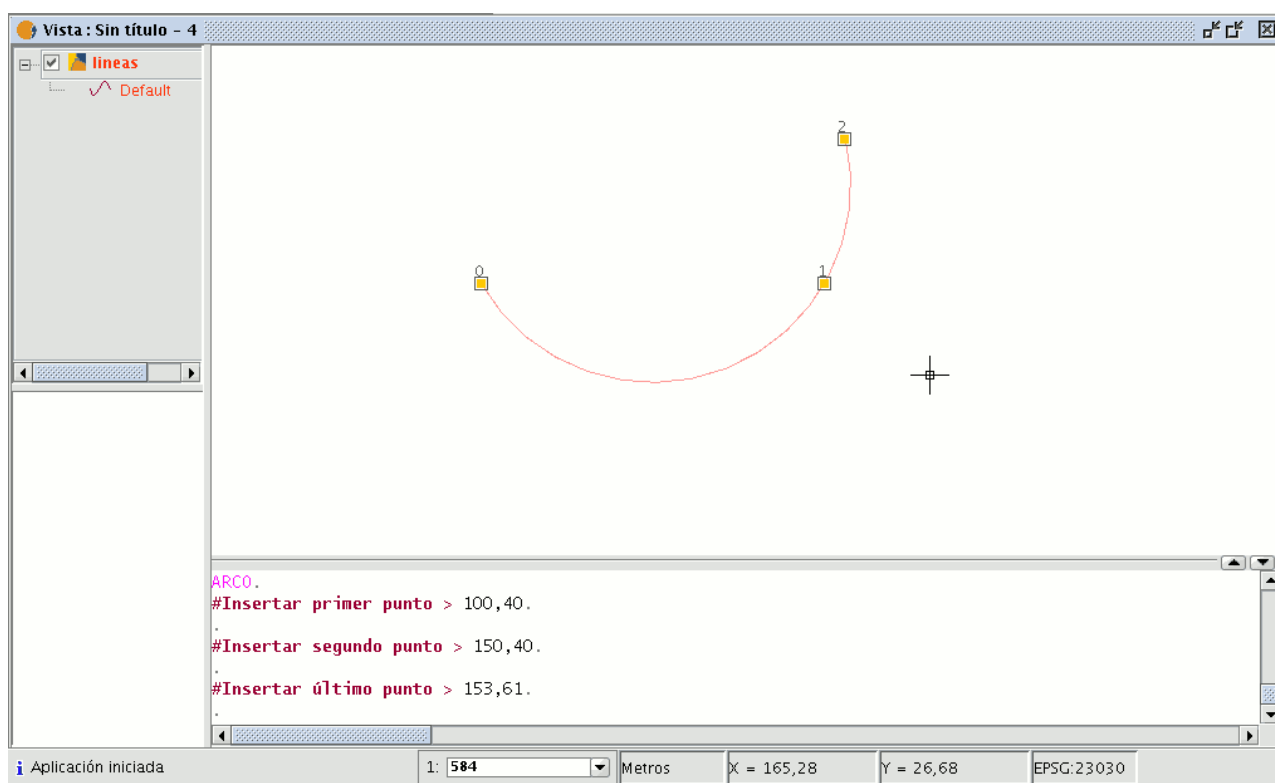 Vista : Sin título - 4
lineas
Default
2
0
1
ARCO.
#Insertar primer punto > 100,40.
.
#Insertar segundo punto > 150,40.
.
#Insertar último punto > 153,61.
.
i Aplicación iniciada
1: 584
Metros
X = 165,28
Y = 26,68
EPSG:23030